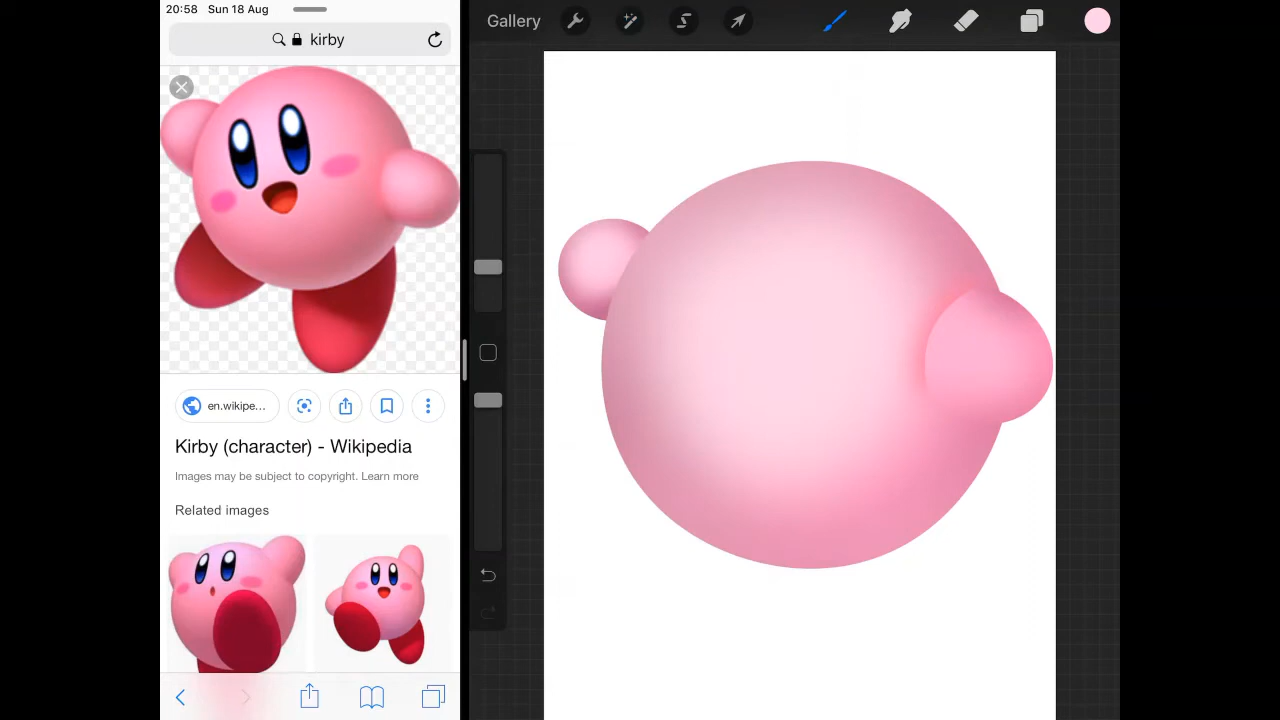 20:58 Sun 18 Aug
kirby
Gallery
en.wikipe...
Kirby (character) - Wikipedia
Images may be subject to copyright. Learn more
Related images